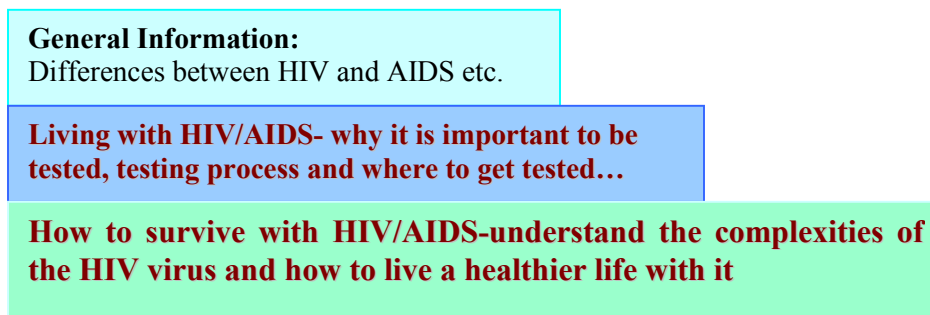 General Information:
Differences between HIV and AIDS etc.
Living with HIV/AIDS- why it is important to be
tested, testing process and where to get tested…
How to survive with HIV/AIDS-understand the complexities of
the HIV virus and how to live a healthier life with it